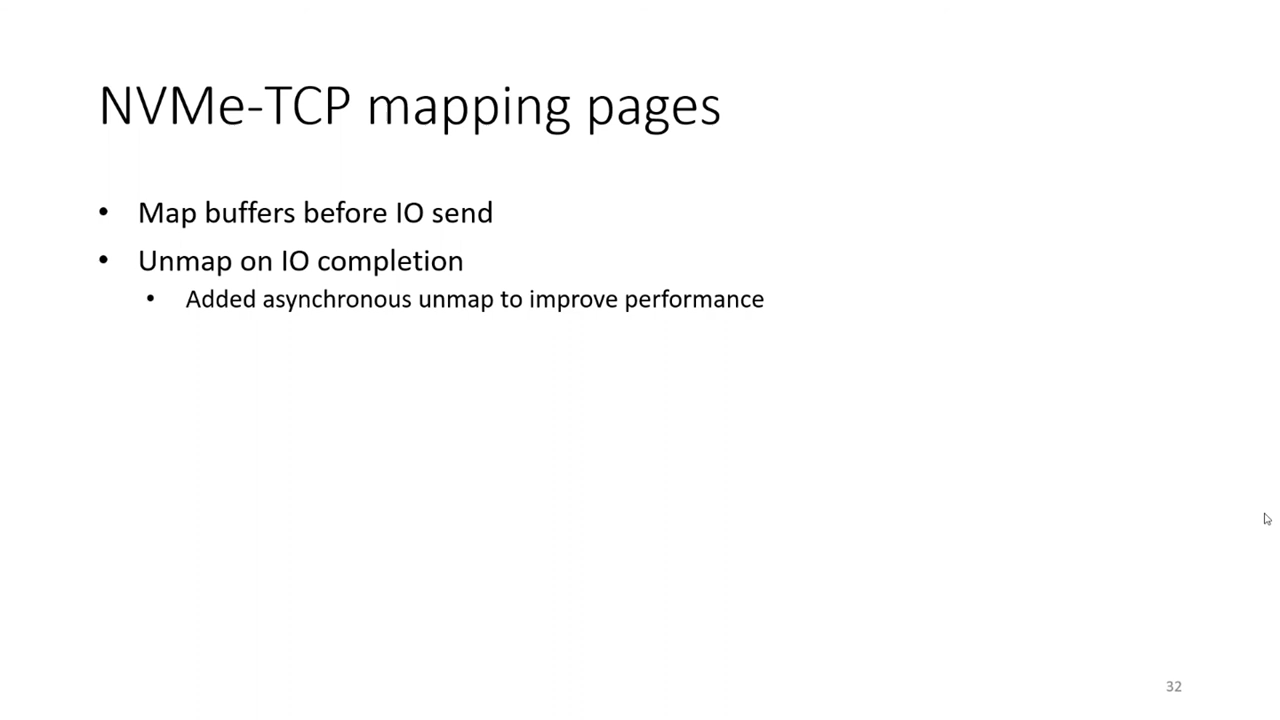 NVMe-TCP mapping pages
• Map buffers before IO send
• Unmap on IO completion
• Added asynchronous unmap to improve performance
32